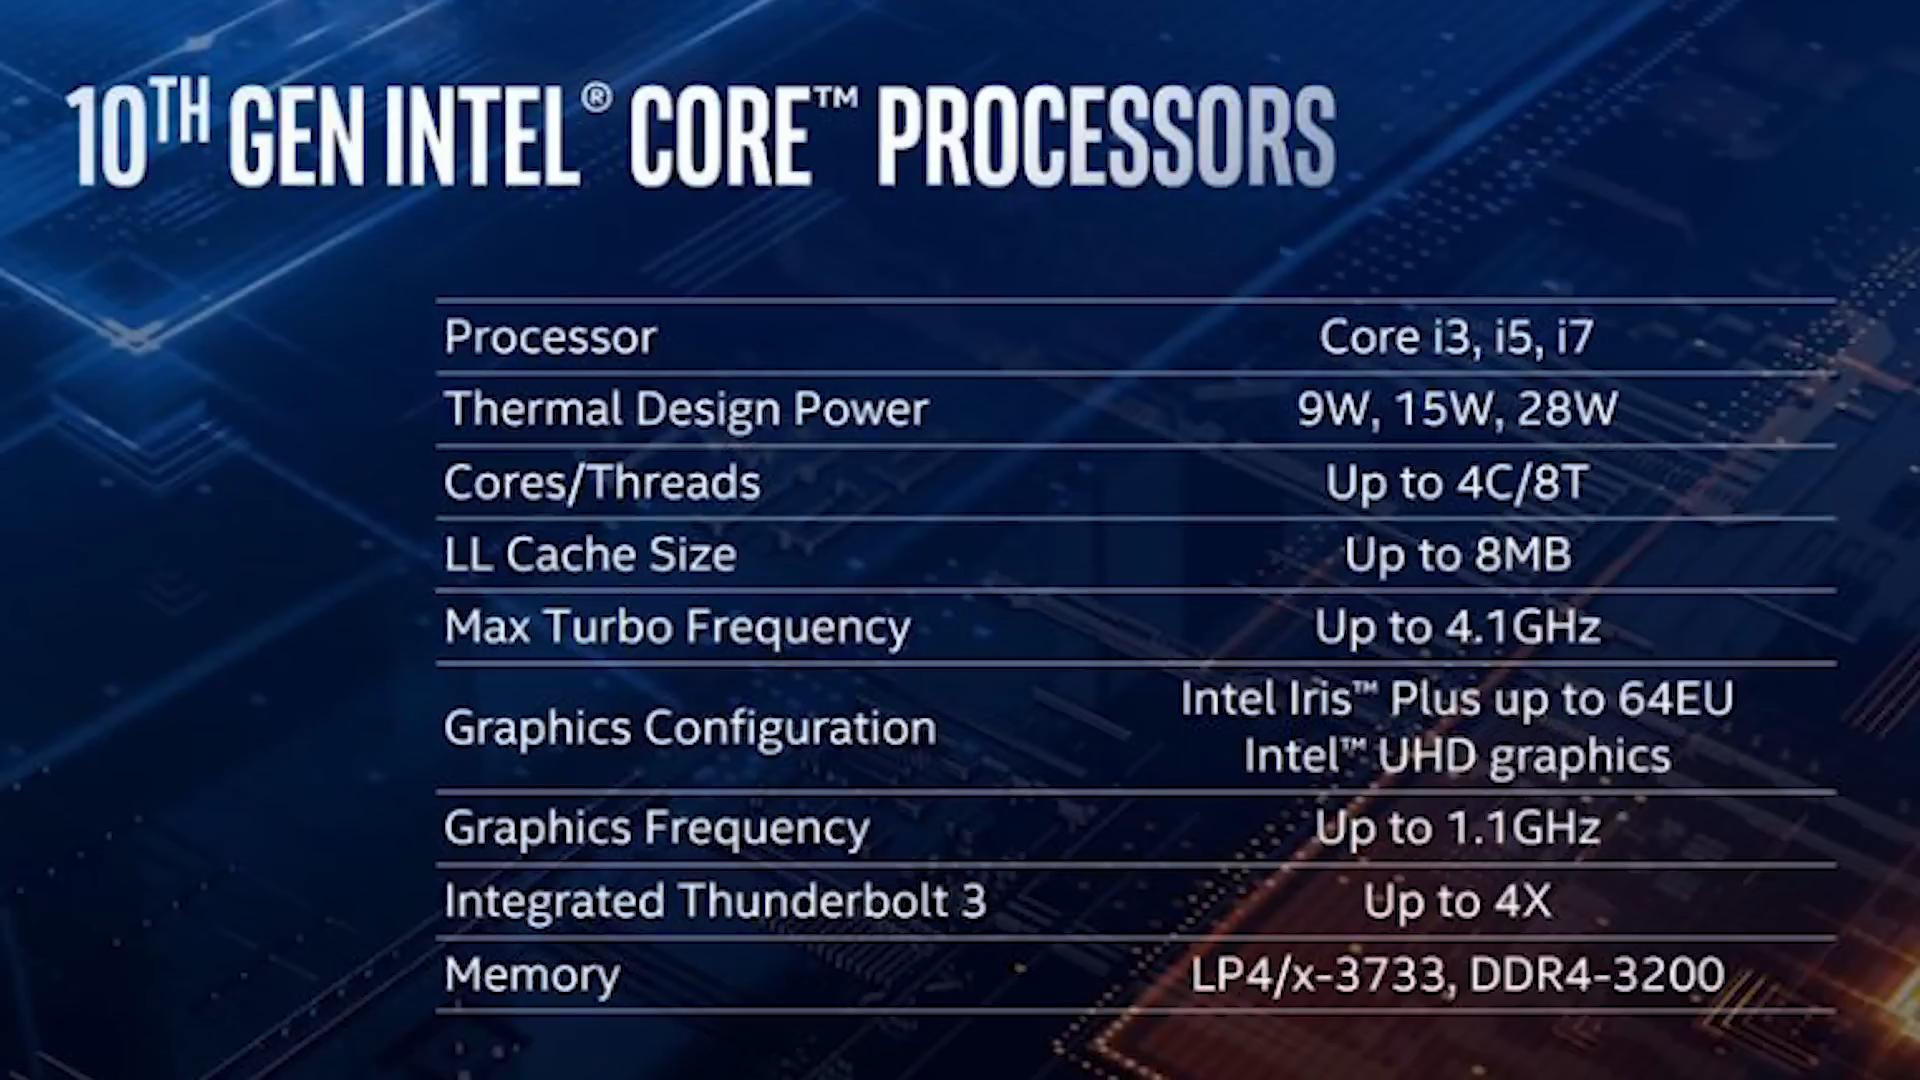 10TH GEN INTEL® CORE™ PROCESSORS
Processor Core i3, i5, i7
Thermal Design Power 9W, 15W, 28W
Cores/Threads Up to 4C/8T
LL Cache Size Up to 8MB
Max Turbo Frequency Up to 4.1GHz
Graphics Configuration Intel Iris™ Plus up to 64EU
Intel™ UHD graphics
Graphics Frequency Up to 1.1GHz
Integrated Thunderbolt 3 Up to 4X
Memory LP4/x-3733, DDR4-3200